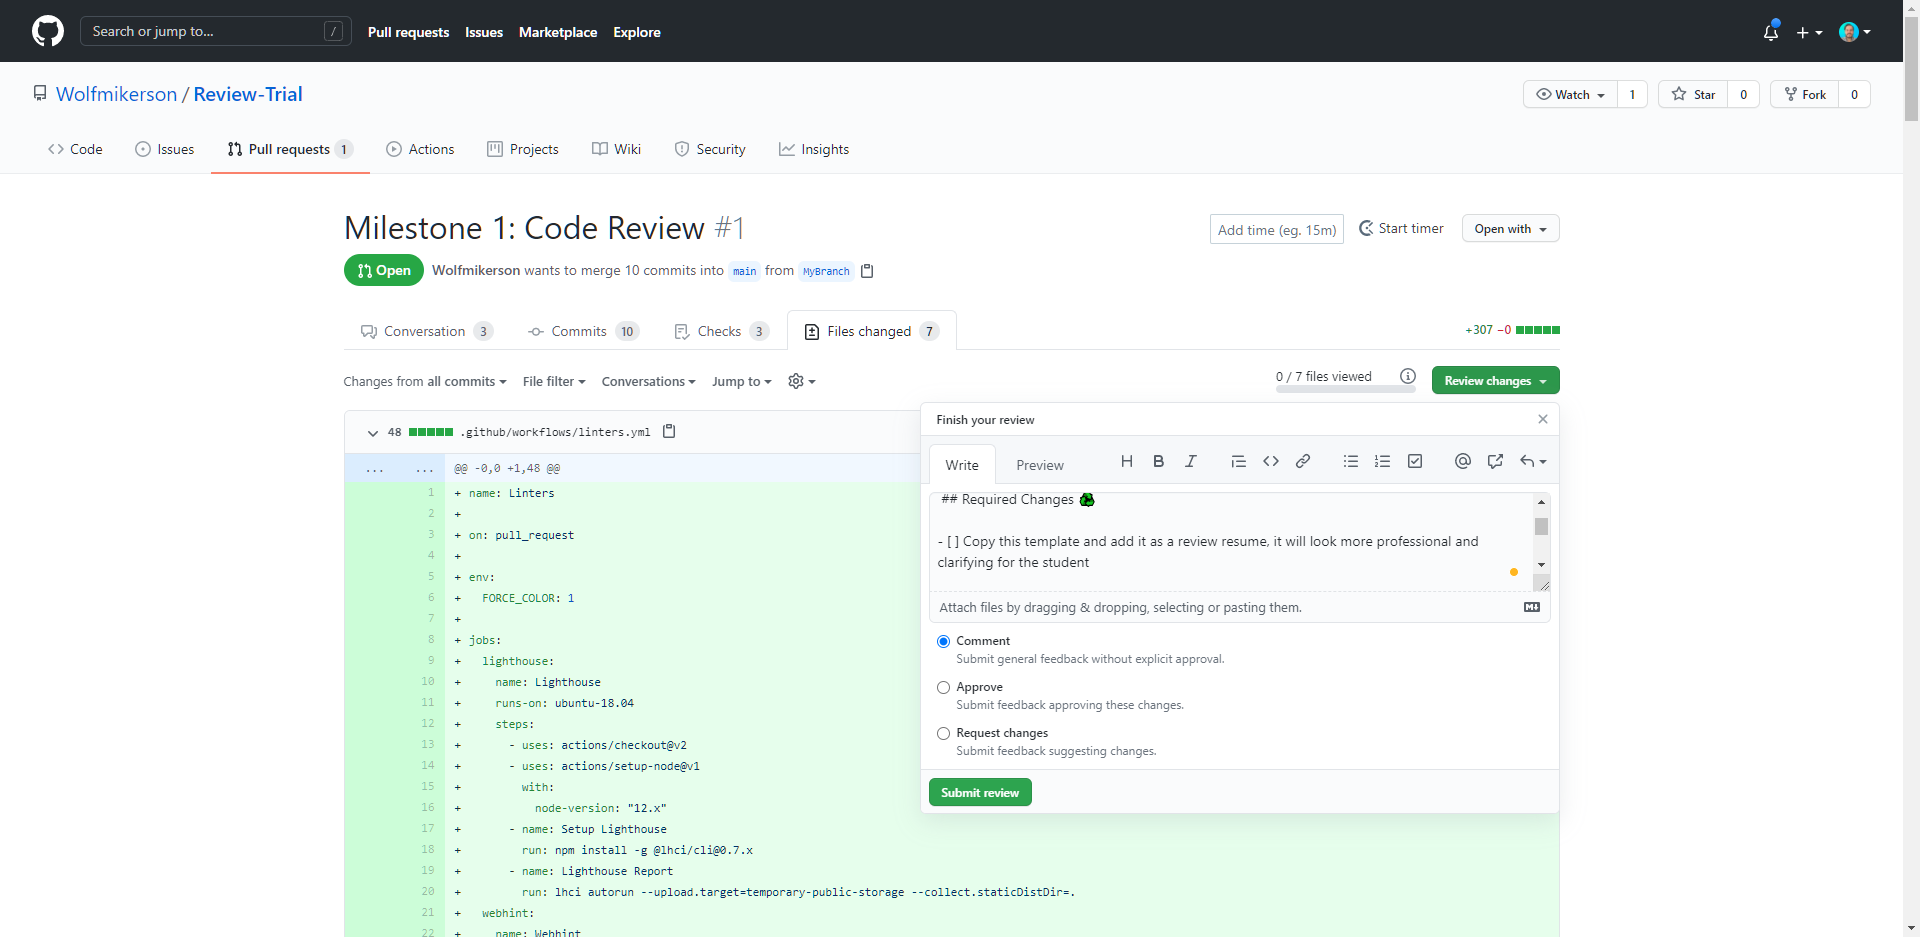 Search or jump to... /
Pull requests Issues Marketplace Explore
Wolfmikerson / Review-Trial
Watch 1 Star 0 Fork 0
Code Issues Pull requests 1 Actions Projects Wiki Security Insights
Milestone 1: Code Review #1
Add time (eg. 15m) Start timer Open with
Open Wolfmikerson wants to merge 10 commits into main from MyBranch
Conversation 3 Commits 10 Checks 3 Files changed 7
+307 −0
Changes from all commits File filter Conversations Jump to
0 / 7 files viewed Review changes
48 .github/workflows/linters.yml
... ... @@ -0,0 +1,48 @@
1 + name: Linters
2 +
3 + on: pull_request
4 +
5 + env:
6 + FORCE_COLOR: 1
7 +
8 + jobs:
9 + lighthouse:
10 + name: Lighthouse
11 + runs-on: ubuntu-18.04
12 + steps:
13 + - uses: actions/checkout@v2
14 + - uses: actions/setup-node@v1
15 + with:
16 + node-version: "12.x"
17 + - name: Setup Lighthouse
18 + run: npm install -g @lhci/cli@0.7.x
19 + - name: Lighthouse Report
20 + run: lhci autorun --upload.target=temporary-public-storage --collect.staticDistDir=.
21 + webhint:
22 + name: Webhint
Finish your review
Write Preview
## Required Changes
- [ ] Copy this template and add it as a review resume, it will look more professional and
clarifying for the student
Attach files by dragging & dropping, selecting or pasting them.
Comment
Submit general feedback without explicit approval.
Approve
Submit feedback approving these changes.
Request changes
Submit feedback suggesting changes.
Submit review